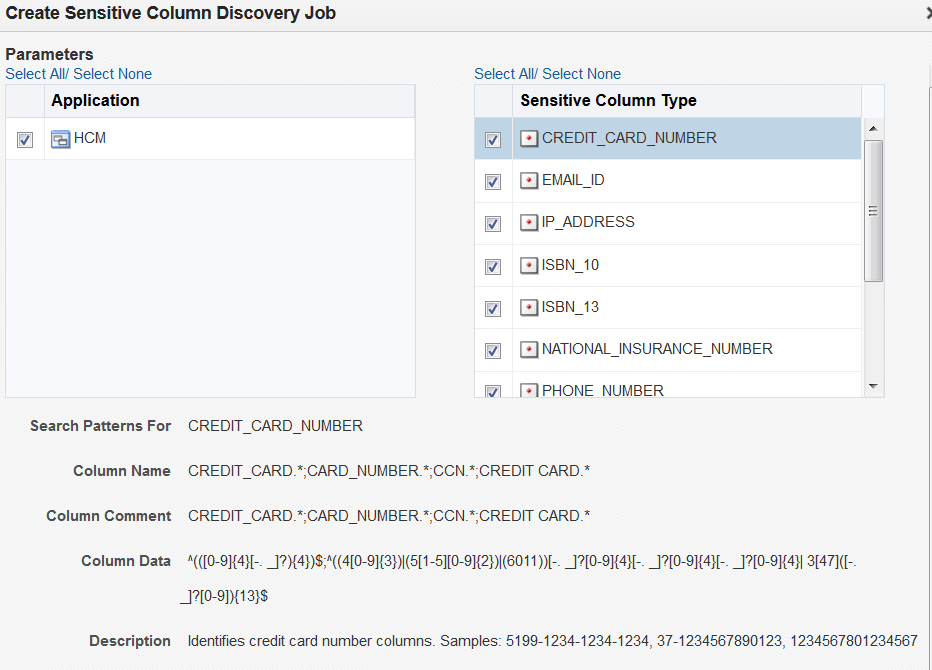 Create Sensitive Column Discovery Job
Parameters
Select All/ Select None
Application
HCM
Select All/ Select None
Sensitive Column Type
CREDIT_CARD_NUMBER
EMAIL_ID
IP_ADDRESS
ISBN_10
ISBN_13
NATIONAL_INSURANCE_NUMBER
PHONE_NUMBER
Search Patterns For CREDIT_CARD_NUMBER
Column Name CREDIT_CARD.*;CARD_NUMBER.*;CCN.*;CREDIT CARD.*
Column Comment CREDIT_CARD.*;CARD_NUMBER.*;CCN.*;CREDIT CARD.*
Column Data ^(([0-9]{4}[-. _]?){4})$;^((4[0-9]{3})|(5[1-5][0-9]{2})|(6011))[-. _]?[0-9]{4}[-. _]?[0-9]{4}[-. _]?[0-9]{4}| 3[47]([-.
_]?[0-9]){13}$
Description Identifies credit card number columns. Samples: 5199-1234-1234-1234, 37-1234567890123, 1234567801234567